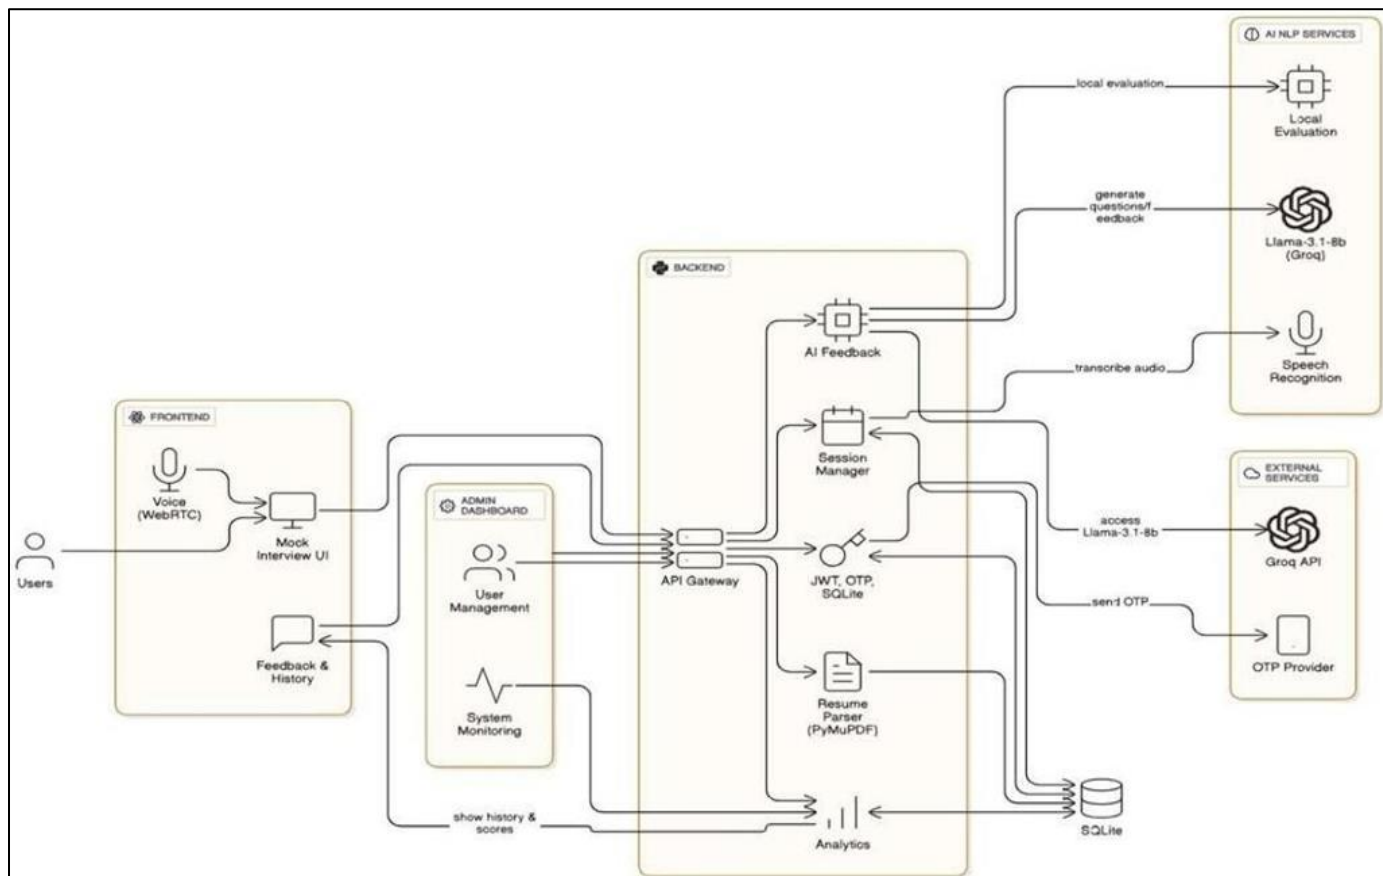 AI NLP SERVICES
local evaluation
Local
Evaluation
generate
questions/f
eedback
Llama-3.1-8b
(Groq)
BACKEND
AI Feedback
transcribe audio
Speech
Recognition
FRONTEND
Voice
(WebRTC)
Mock
Interview UI
Users
Feedback &
History
ADMIN
DASHBOARD
User
Management
System
Monitoring
API Gateway
Session
Manager
JWT, OTP,
SQLite
Resume
Parser
(PyMuPDF)
Analytics
show history &
scores
EXTERNAL
SERVICES
access
Llama-3.1-8b
Groq API
send OTP
OTP Provider
SQLite